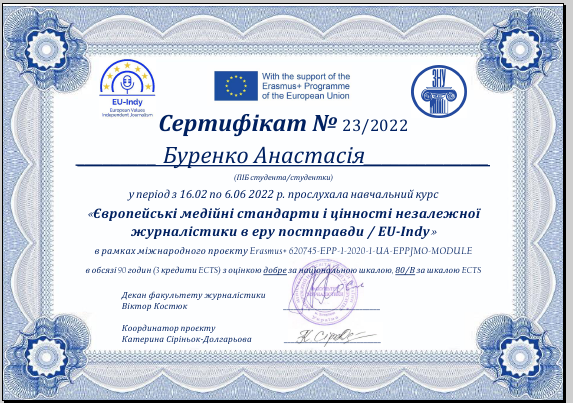 EU-Indy
European Values
Independent Journalism
With the support of the
Erasmus+ Programme
of the European Union
ЗНУ
Сертифікат № 23/2022
Буренко Анастасія
(ПІБ студента/студентки)
у період з 16.02 по 6.06 2022 р. прослухала навчальний курс
«Європейські медійні стандарти і цінності незалежної
журналістики в еру постправди / EU-Indy»
в рамках міжнародного проекту Erasmus+ 620745-EPP-1-2020-1-UA-EPPJMO-MODULE
в обсязі 90 годин (3 кредити ECTS) з оцінкою добре за національною шкалою, 80/B за шкалою ECTS
Декан факультету журналістики
Віктор Костюк
Координатор проекту
Катерина Сіріньок-Долгарьова